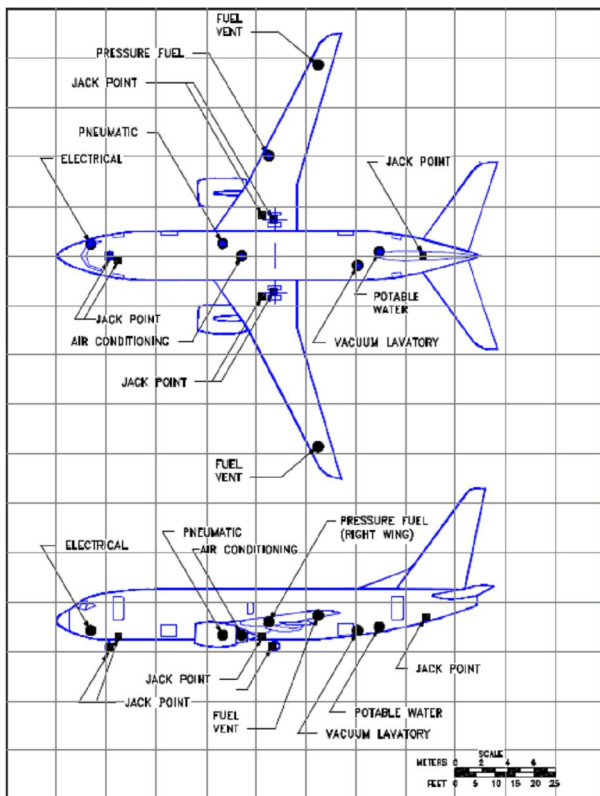 FUEL
VENT
PRESSURE FUEL
JACK POINT
PNEUMATIC
ELECTRICAL
JACK POINT
JACK POINT
POTABLE
WATER
AIR CONDITIONING
VACUUM LAVATORY
JACK POINT
FUEL
VENT
PRESSURE FUEL
(RIGHT WING)
PNEUMATIC
AIR CONDITIONING
ELECTRICAL
JACK POINT
JACK POINT
JACK POINT
FUEL
VENT
POTABLE WATER
VACUUM LAVATORY
SCALE
METERS 0 2 4 6
FEET 0 5 10 15 20 25